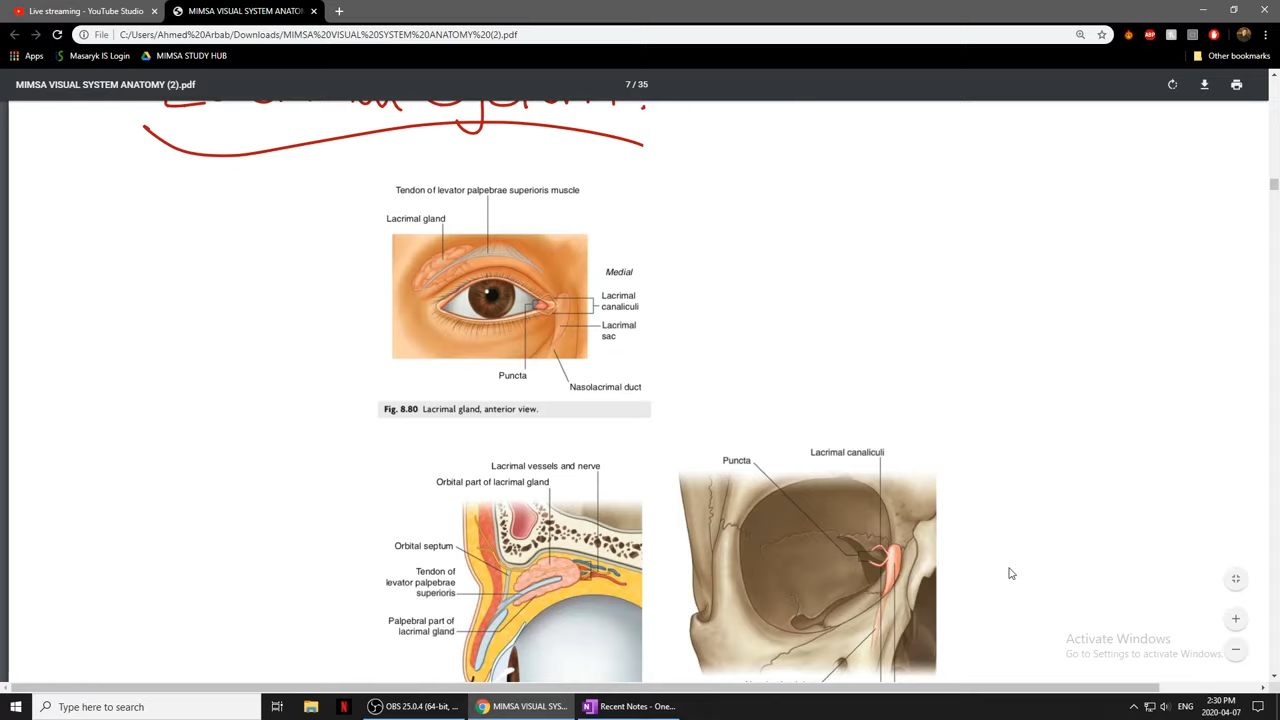 Live streaming - YouTube Studio
MIMSA VISUAL SYSTEM ANATOM
File
C:/Users/Ahmed%20Arbab/Downloads/MIMSA%20VISUAL%20SYSTEM%20ANATOMY%20(2).pdf
Apps
Masaryk IS Login
MIMSA STUDY HUB
Other bookmarks
MIMSA VISUAL SYSTEM ANATOMY (2).pdf
7 / 35
Tendon of levator palpebrae superioris muscle
Lacrimal gland
Medial
Lacrimal
canaliculi
Lacrimal
sac
Puncta
Nasolacrimal duct
Fig. 8.80 Lacrimal gland, anterior view.
Lacrimal vessels and nerve
Orbital part of lacrimal gland
Orbital septum
Tendon of
levator palpebrae
superioris
Palpebral part of
lacrimal gland
Puncta
Lacrimal canaliculi
Activate Windows
Go to Settings to activate Windows.
Type here to search
OBS 25.0.4 (64-bit, ...
MIMSA VISUAL SYS...
Recent Notes - One...
ENG
2:30 PM
2020-04-07